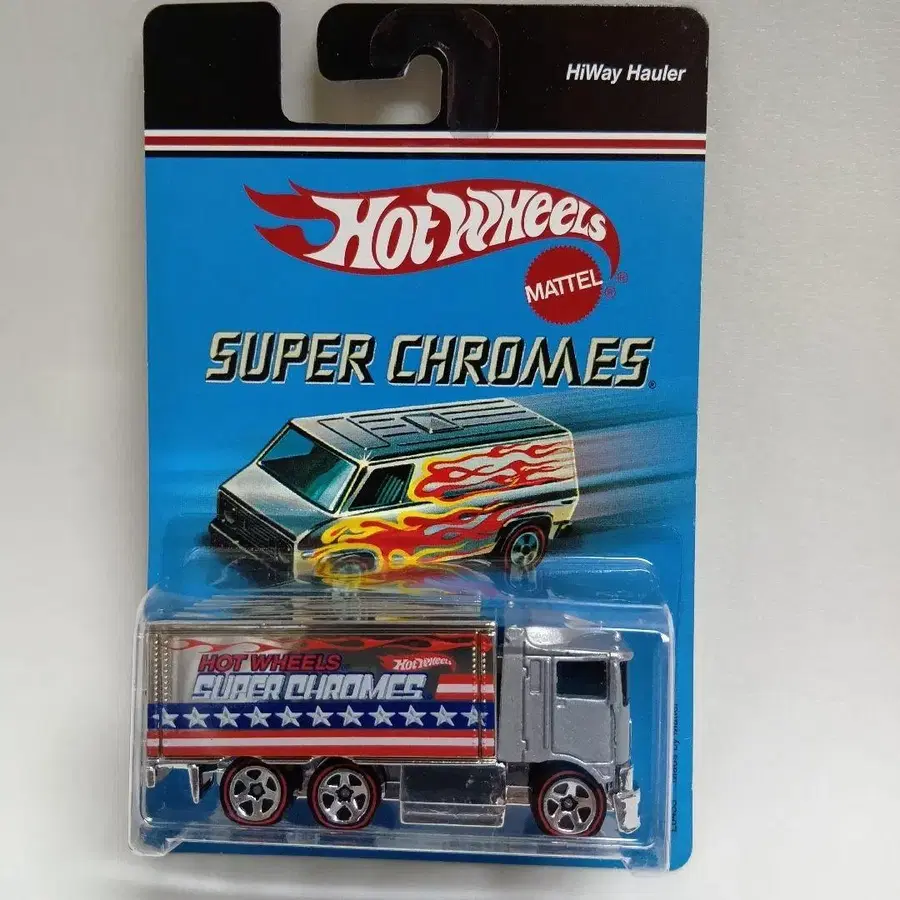 HiWay Hauler
HOT WHEELS
MATTEL
SUPER CHROMES
HOT WHEELS
HOT WHEELS
SUPER CHROMES